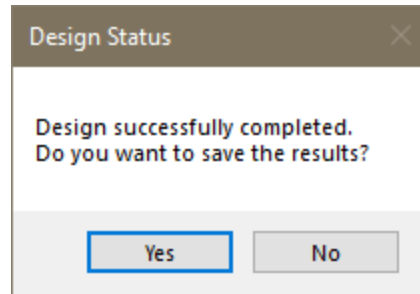 Design Status
Design successfully completed.
Do you want to save the results?
Yes
No